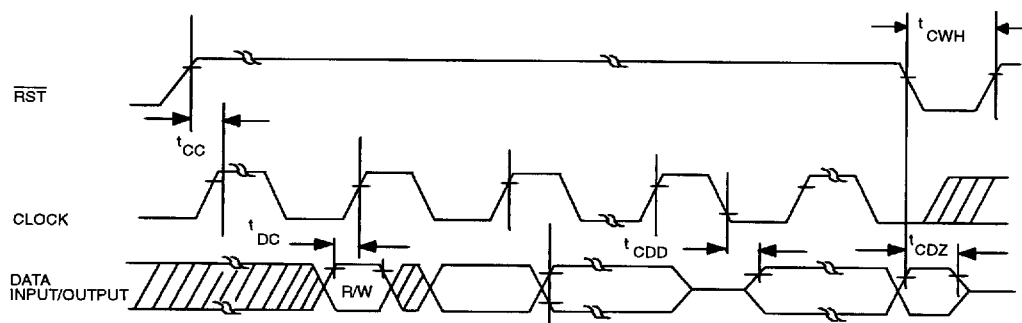 t CWH
RST
t CC
CLOCK
t DC
t CDD
t CDZ
DATA
INPUT/OUTPUT
R/W